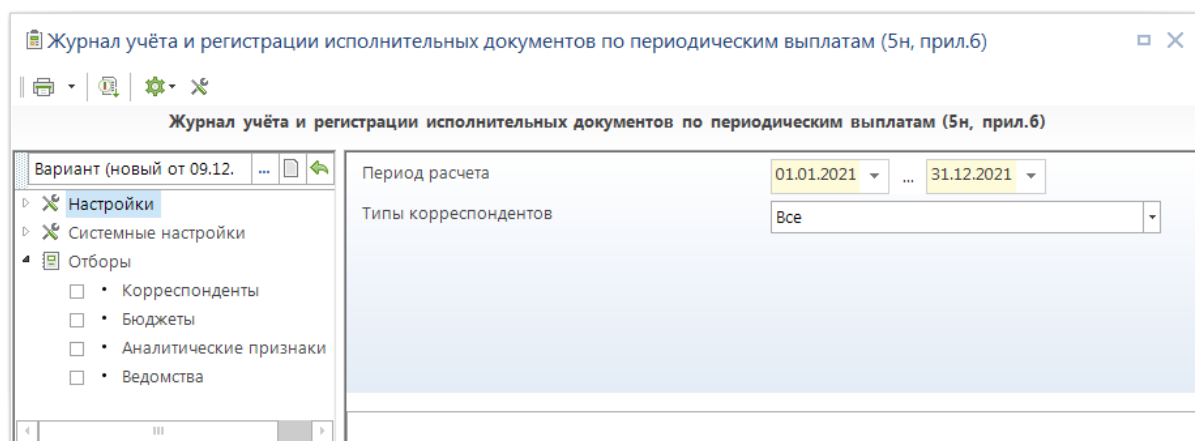 Журнал учёта и регистрации исполнительных документов по периодическим выплатам (5н, прил.6)
Журнал учёта и регистрации исполнительных документов по периодическим выплатам (5н, прил.6)
Вариант (новый от 09.12. ...
Настройки
Системные настройки
Отборы
• Корреспонденты
• Бюджеты
• Аналитические признаки
• Ведомства
Период расчета 01.01.2021 ... 31.12.2021
Типы корреспондентов Все